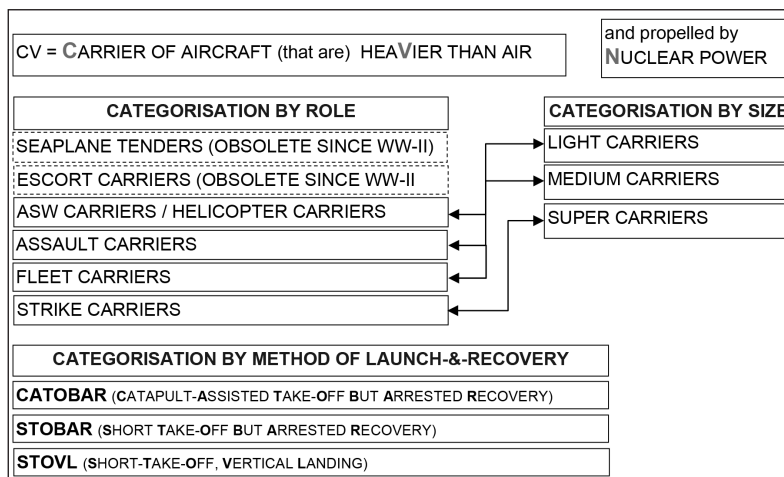 CV = CARRIER OF AIRCRAFT (that are) HEAVIER THAN AIR
and propelled by
NUCLEAR POWER
CATEGORISATION BY ROLE
SEAPLANE TENDERS (OBSOLETE SINCE WW-II)
ESCORT CARRIERS (OBSOLETE SINCE WW-II
ASW CARRIERS / HELICOPTER CARRIERS
ASSAULT CARRIERS
FLEET CARRIERS
STRIKE CARRIERS
CATEGORISATION BY SIZE
LIGHT CARRIERS
MEDIUM CARRIERS
SUPER CARRIERS
CATEGORISATION BY METHOD OF LAUNCH-&-RECOVERY
CATOBAR (CATAPULT-ASSISTED TAKE-OFF BUT ARRESTED RECOVERY)
STOBAR (SHORT TAKE-OFF BUT ARRESTED RECOVERY)
STOVL (SHORT-TAKE-OFF, VERTICAL LANDING)